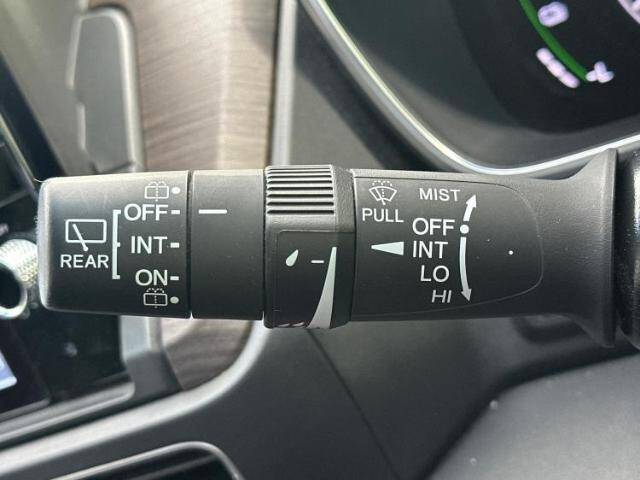 OFF
INT
REAR
ON
MIST
PULL
OFF
INT
LO
HI